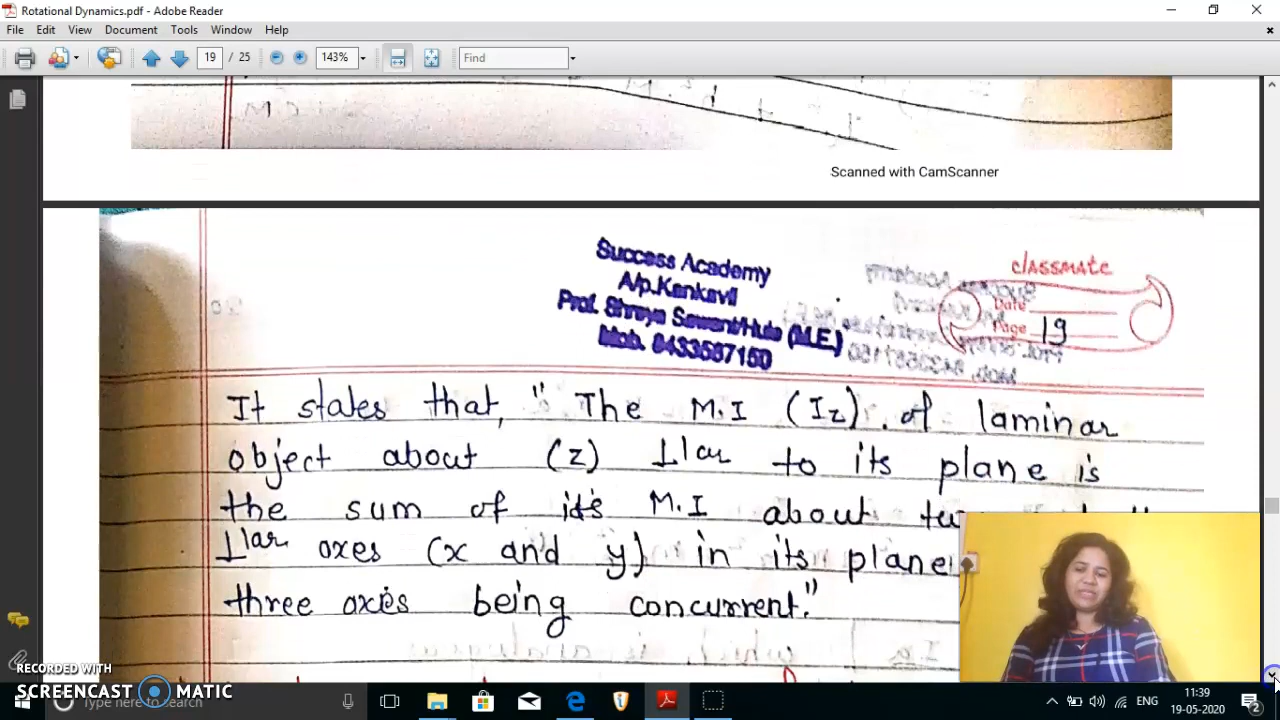 Rotational Dynamics.pdf - Adobe Reader
File Edit View Document Tools Window Help
19 / 25 143% Find
Scanned with CamScanner
Success Academy
A/p.Kankavli
Prof. Shreya Sawant/Hule (M.E.)
Mob. 9433587150
classmate
Date
Page 19
It states that, " The M.I (Iz) of laminar
object about (z) ⊥lar to its plane is
the sum of it's M.I about
⊥lar axes (x and y) in its plane
three axis being concurrent."
RECORDED WITH
SCREENCAST MATIC
Type here to search
ENG
11:39
19-05-2020
2